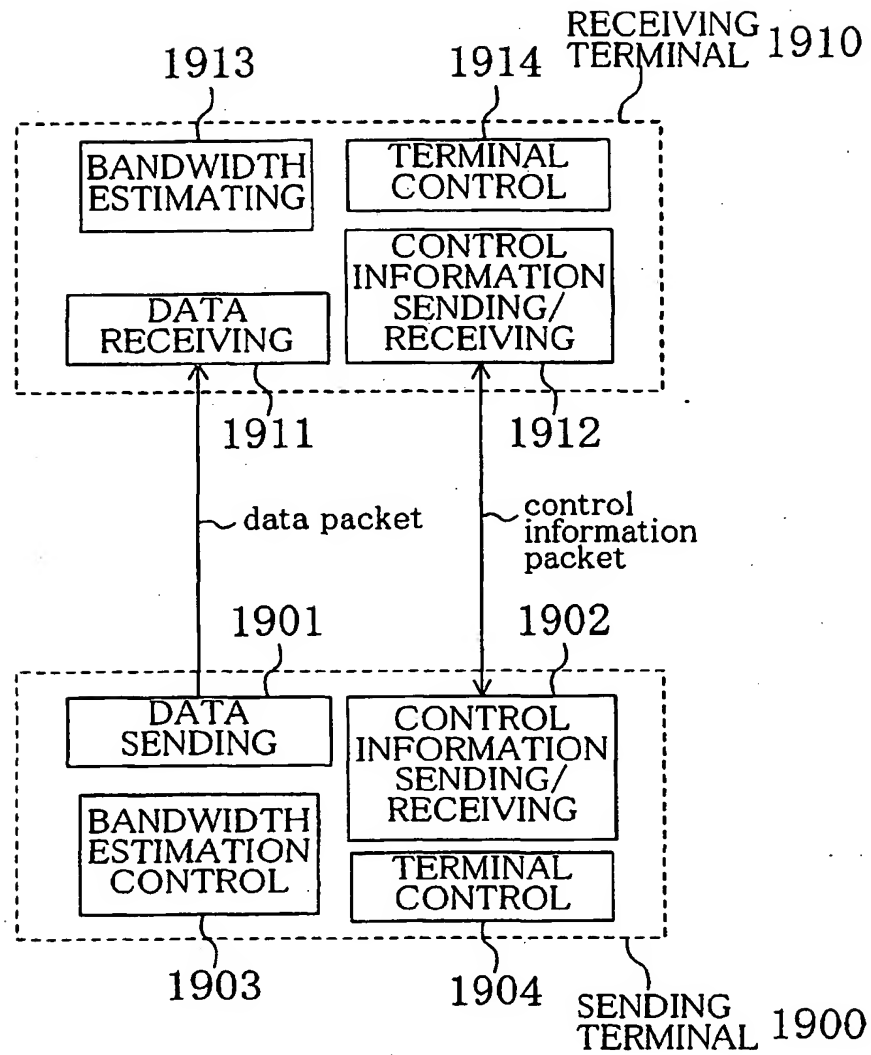 RECEIVING
TERMINAL 1910
1913
1914
BANDWIDTH
ESTIMATING
TERMINAL
CONTROL
CONTROL
INFORMATION
SENDING/
RECEIVING
DATA
RECEIVING
1911
1912
data packet
control
information
packet
1901
1902
DATA
SENDING
CONTROL
INFORMATION
SENDING/
RECEIVING
BANDWIDTH
ESTIMATION
CONTROL
TERMINAL
CONTROL
1903
1904
SENDING
TERMINAL 1900